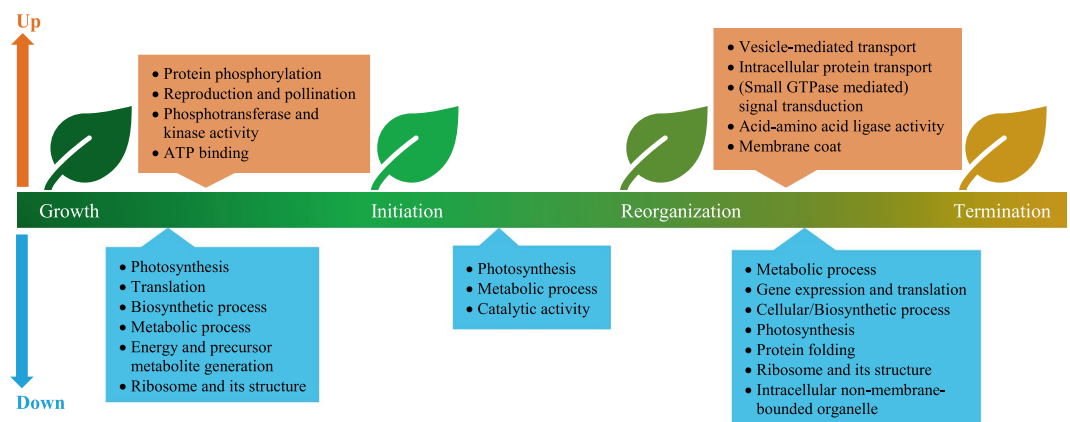 Up
• Protein phosphorylation
• Reproduction and pollination
• Phosphotransferase and
kinase activity
• ATP binding
• Vesicle-mediated transport
• Intracellular protein transport
• (Small GTPase mediated)
signal transduction
• Acid–amino acid ligase activity
• Membrane coat
Growth
Initiation
Reorganization
Termination
• Photosynthesis
• Translation
• Biosynthetic process
• Metabolic process
• Energy and precursor
metabolite generation
• Ribosome and its structure
• Photosynthesis
• Metabolic process
• Catalytic activity
• Metabolic process
• Gene expression and translation
• Cellular/Biosynthetic process
• Photosynthesis
• Protein folding
• Ribosome and its structure
• Intracellular non-membrane-
bounded organelle
Down